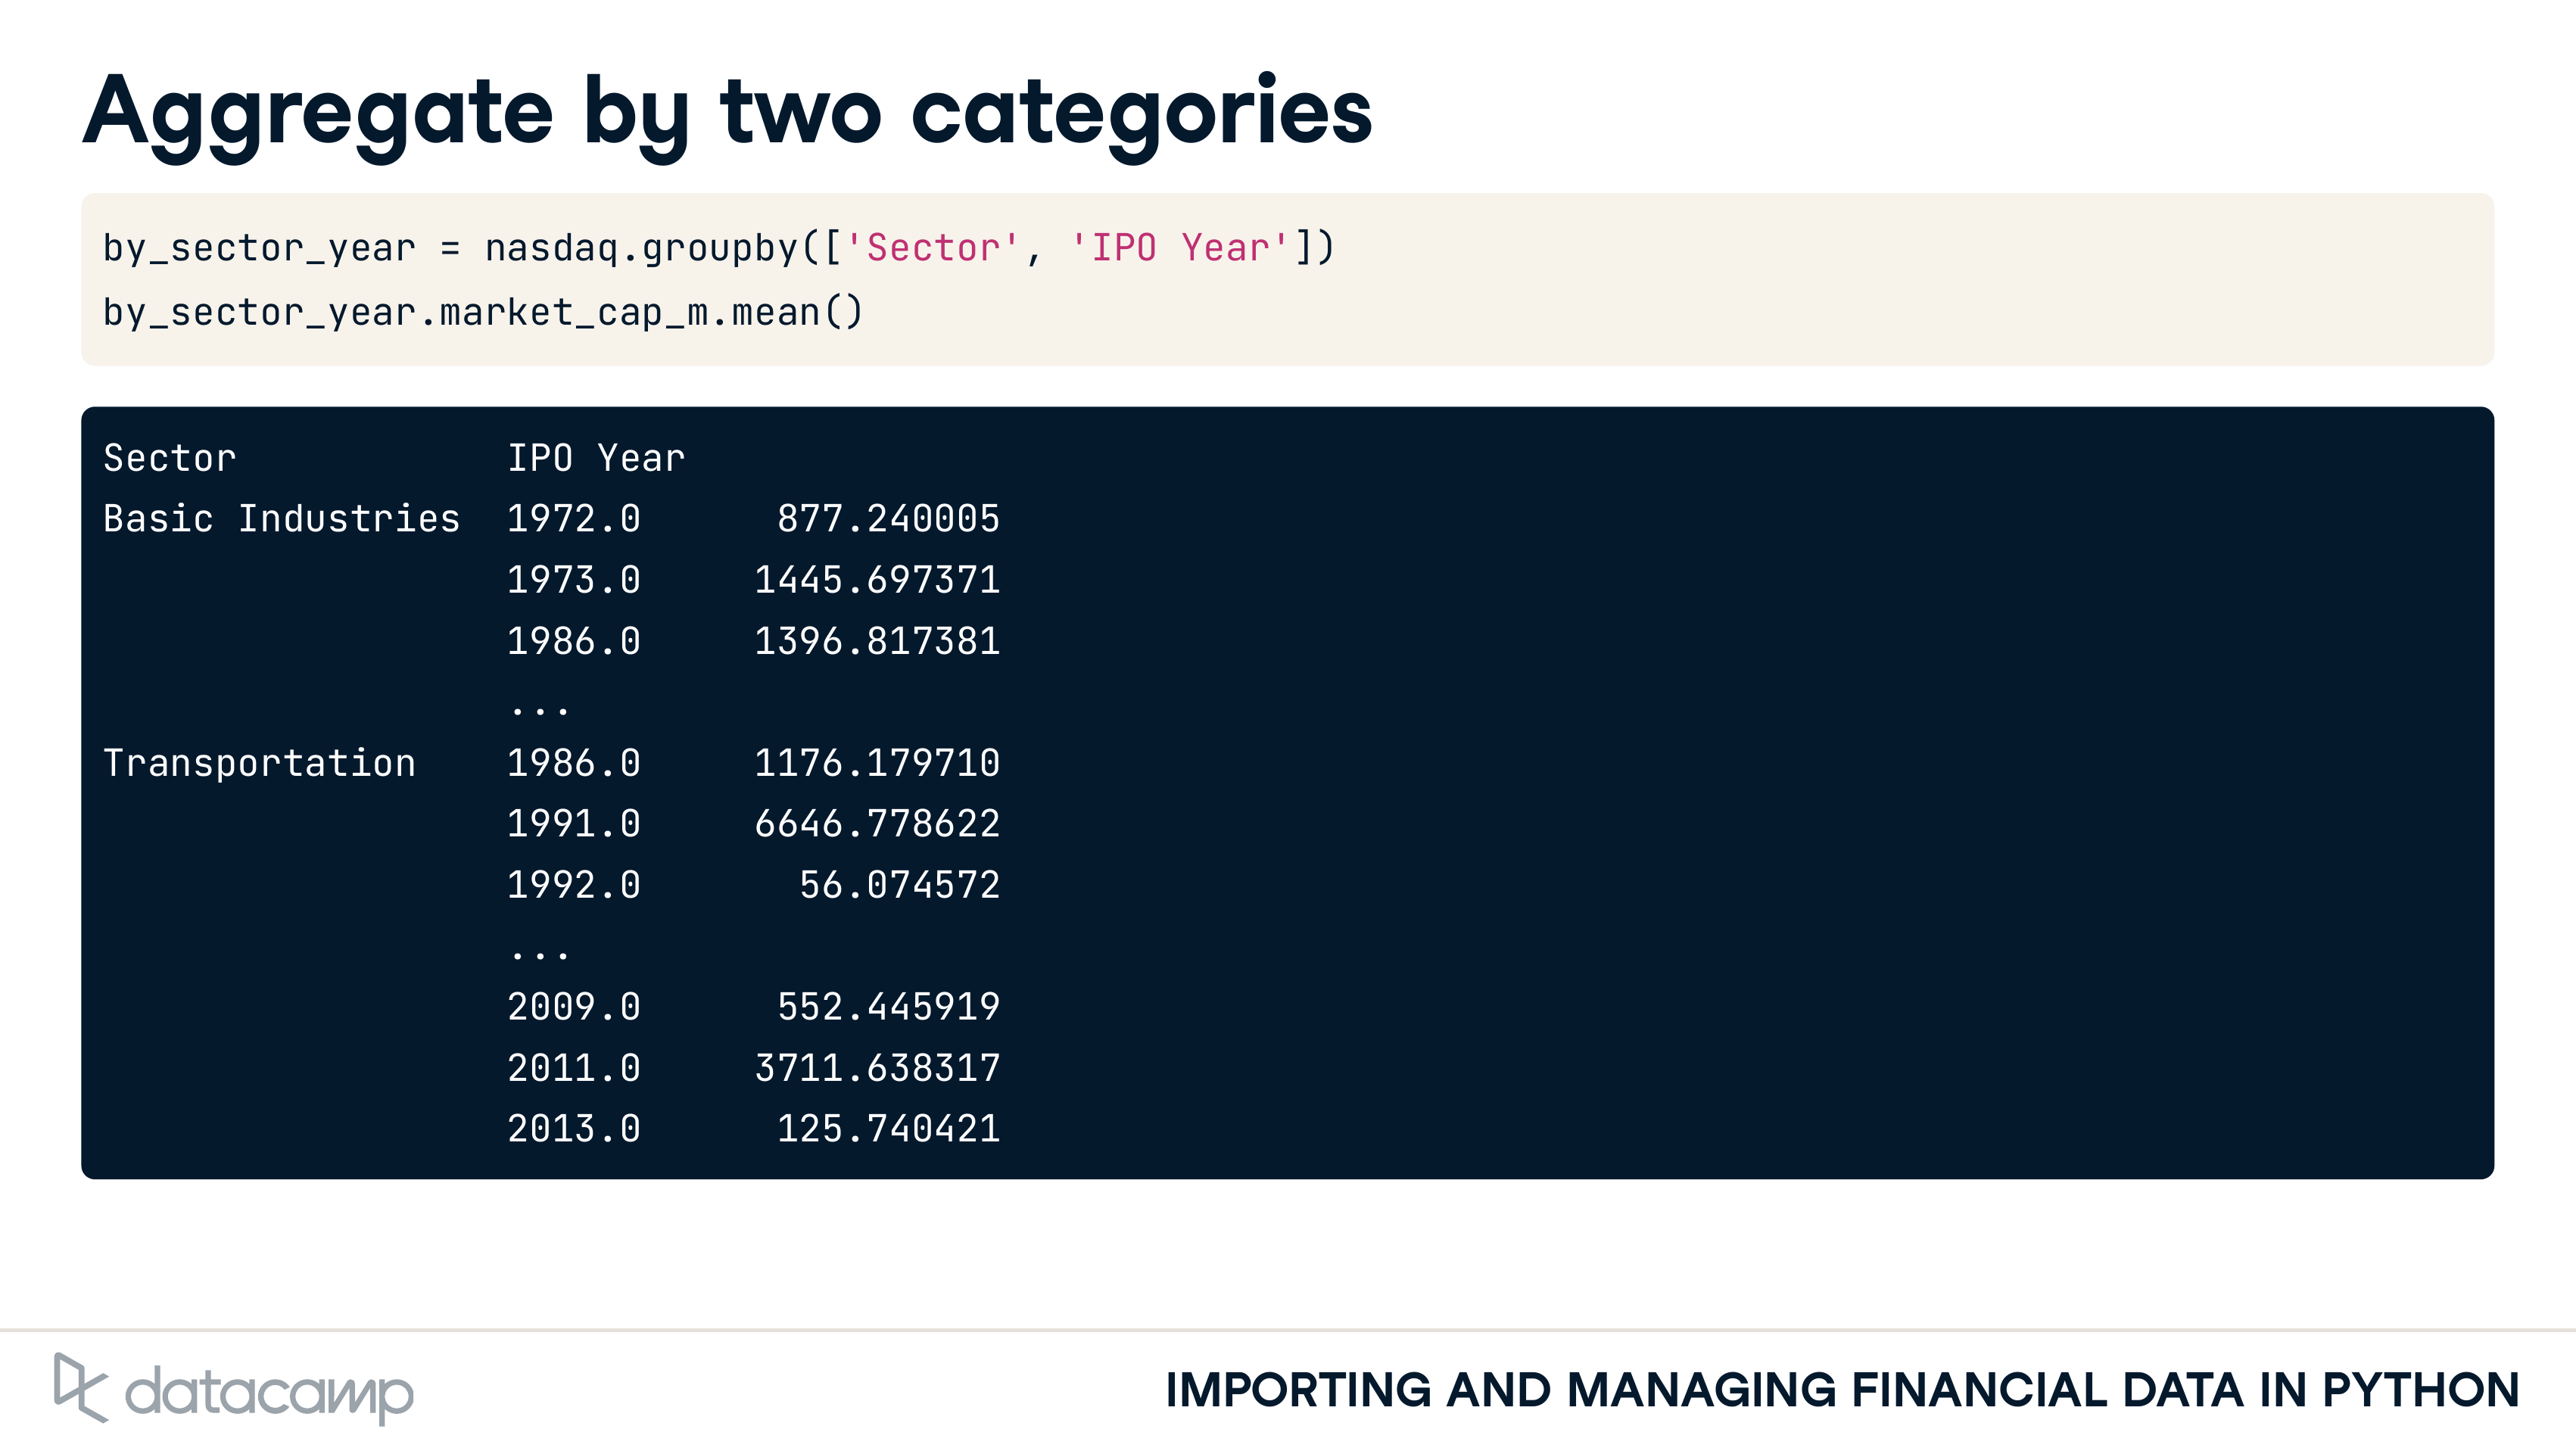 Aggregate by two categories
by_sector_year = nasdaq.groupby(['Sector', 'IPO Year'])
by_sector_year.market_cap_m.mean()
Sector            IPO Year
Basic Industries  1972.0      877.240005
                  1973.0     1445.697371
                  1986.0     1396.817381
                  ...
Transportation    1986.0     1176.179710
                  1991.0     6646.778622
                  1992.0       56.074572
                  ...
                  2009.0      552.445919
                  2011.0     3711.638317
                  2013.0      125.740421
datacamp
IMPORTING AND MANAGING FINANCIAL DATA IN PYTHON